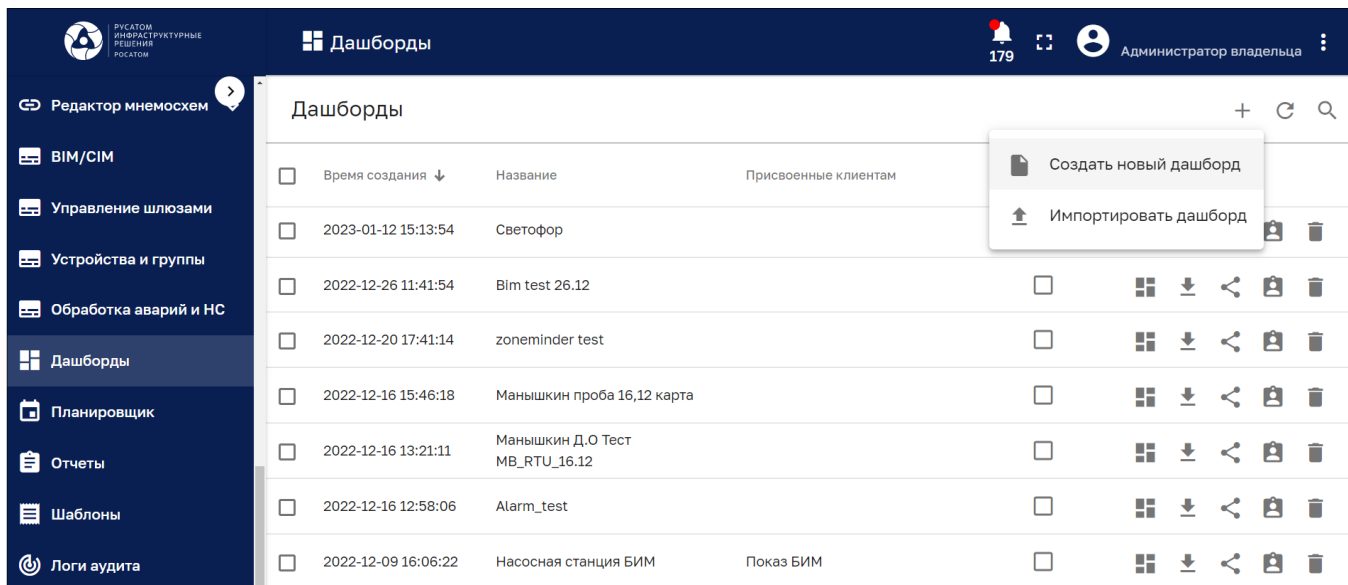 РУСАТОМ
ИНФРАСТРУКТУРНЫЕ
РЕШЕНИЯ
РОСАТОМ
Дашборды
179
Администратор владельца
Редактор мнемосхем
BIM/CIM
Управление шлюзами
Устройства и группы
Обработка аварий и НС
Дашборды
Планировщик
Отчеты
Шаблоны
Логи аудита
Дашборды
Создать новый дашборд
Импортировать дашборд
Время создания Название Присвоенные клиентам
2023-01-12 15:13:54 Светофор
2022-12-26 11:41:54 Bim test 26.12
2022-12-20 17:41:14 zoneminder test
2022-12-16 15:46:18 Манышкин проба 16,12 карта
2022-12-16 13:21:11 Манышкин Д.О Тест
MB_RTU_16.12
2022-12-16 12:58:06 Alarm_test
2022-12-09 16:06:22 Насосная станция БИМ Показ БИМ